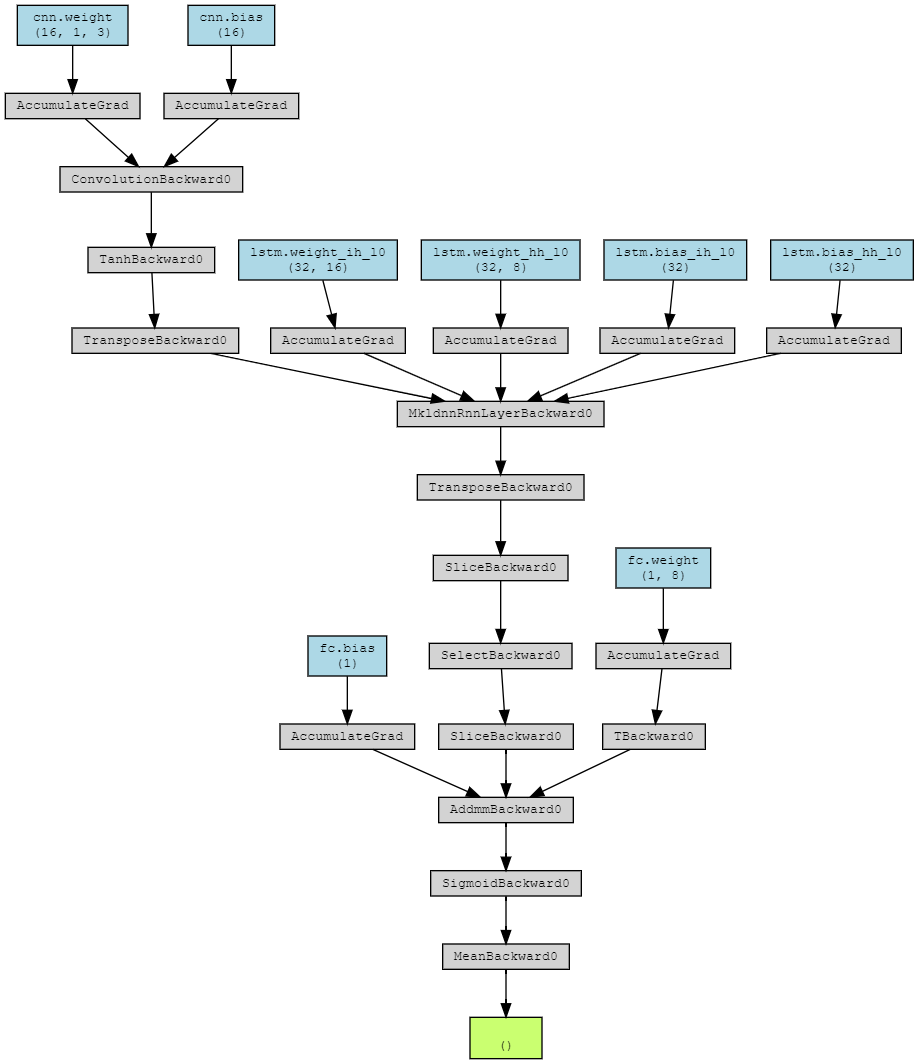 cnn.weight
(16, 1, 3)
cnn.bias
(16)
AccumulateGrad
AccumulateGrad
ConvolutionBackward0
TanhBackward0
lstm.weight_ih_l0
(32, 16)
lstm.weight_hh_l0
(32, 8)
lstm.bias_ih_l0
(32)
lstm.bias_hh_l0
(32)
TransposeBackward0
AccumulateGrad
AccumulateGrad
AccumulateGrad
AccumulateGrad
MkldnnRnnLayerBackward0
TransposeBackward0
SliceBackward0
fc.weight
(1, 8)
fc.bias
(1)
SelectBackward0
AccumulateGrad
AccumulateGrad
SliceBackward0
TBackward0
AddmmBackward0
SigmoidBackward0
MeanBackward0
()